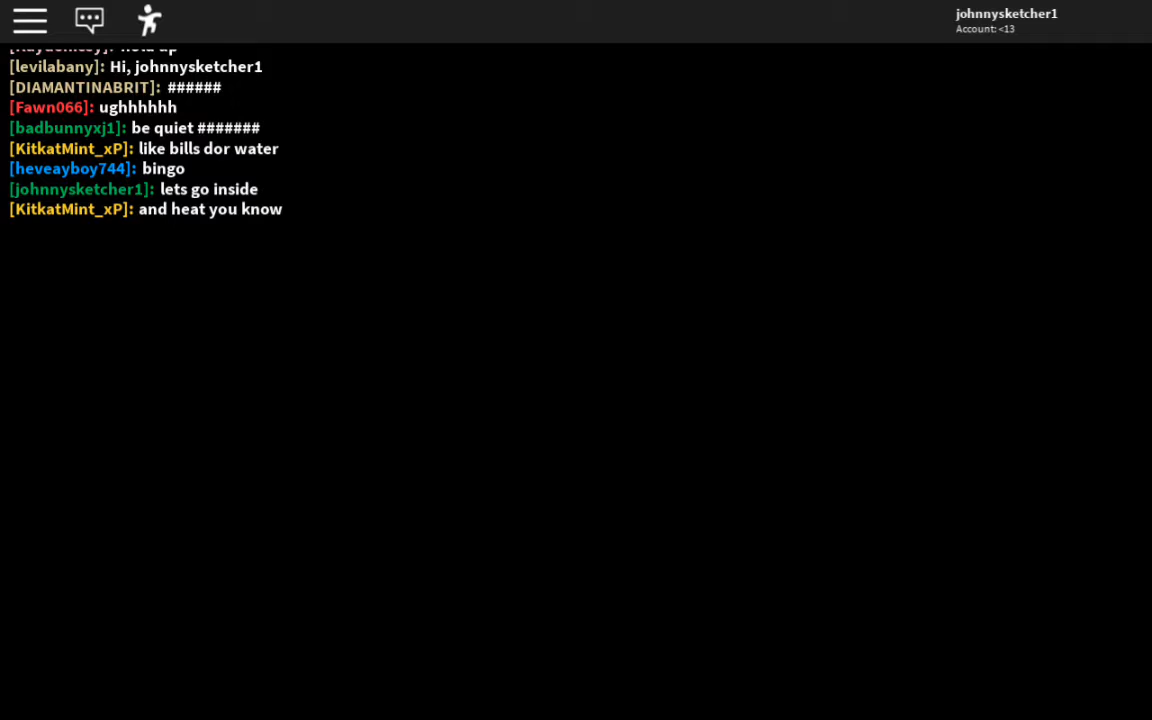 johnnysketcher1
Account: <13
[levilabany]: Hi, johnnysketcher1
[DIAMANTINABRIT]: ######
[Fawn066]: ughhhhhh
[badbunnyxj1]: be quiet #######
[KitkatMint_xP]: like bills dor water
[heveayboy744]: bingo
[johnnysketcher1]: lets go inside
[KitkatMint_xP]: and heat you know